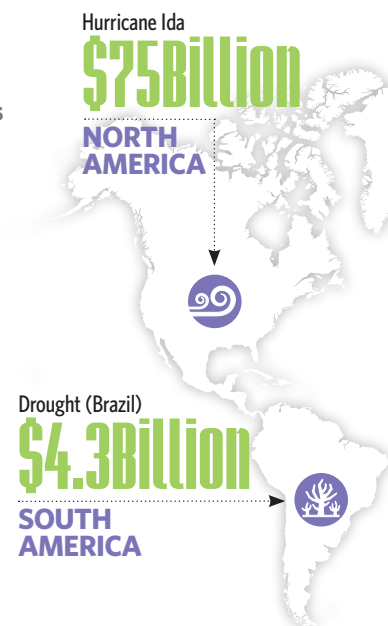 Hurricane Ida
$75Billion
s
NORTH
AMERICA
Drought (Brazil)
$4.3Billion
SOUTH
AMERICA